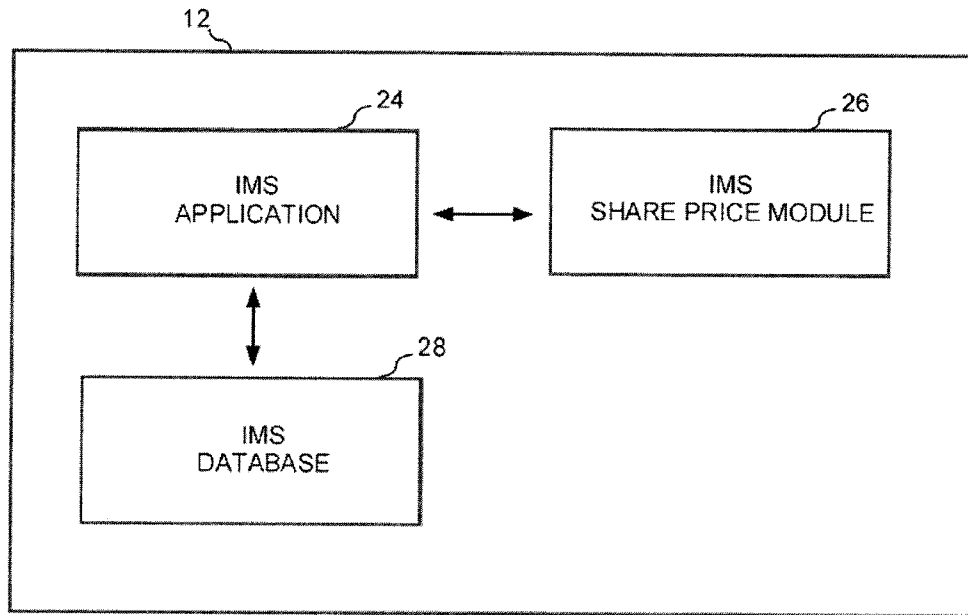 12
24
IMS
APPLICATION
26
IMS
SHARE PRICE MODULE
28
IMS
DATABASE